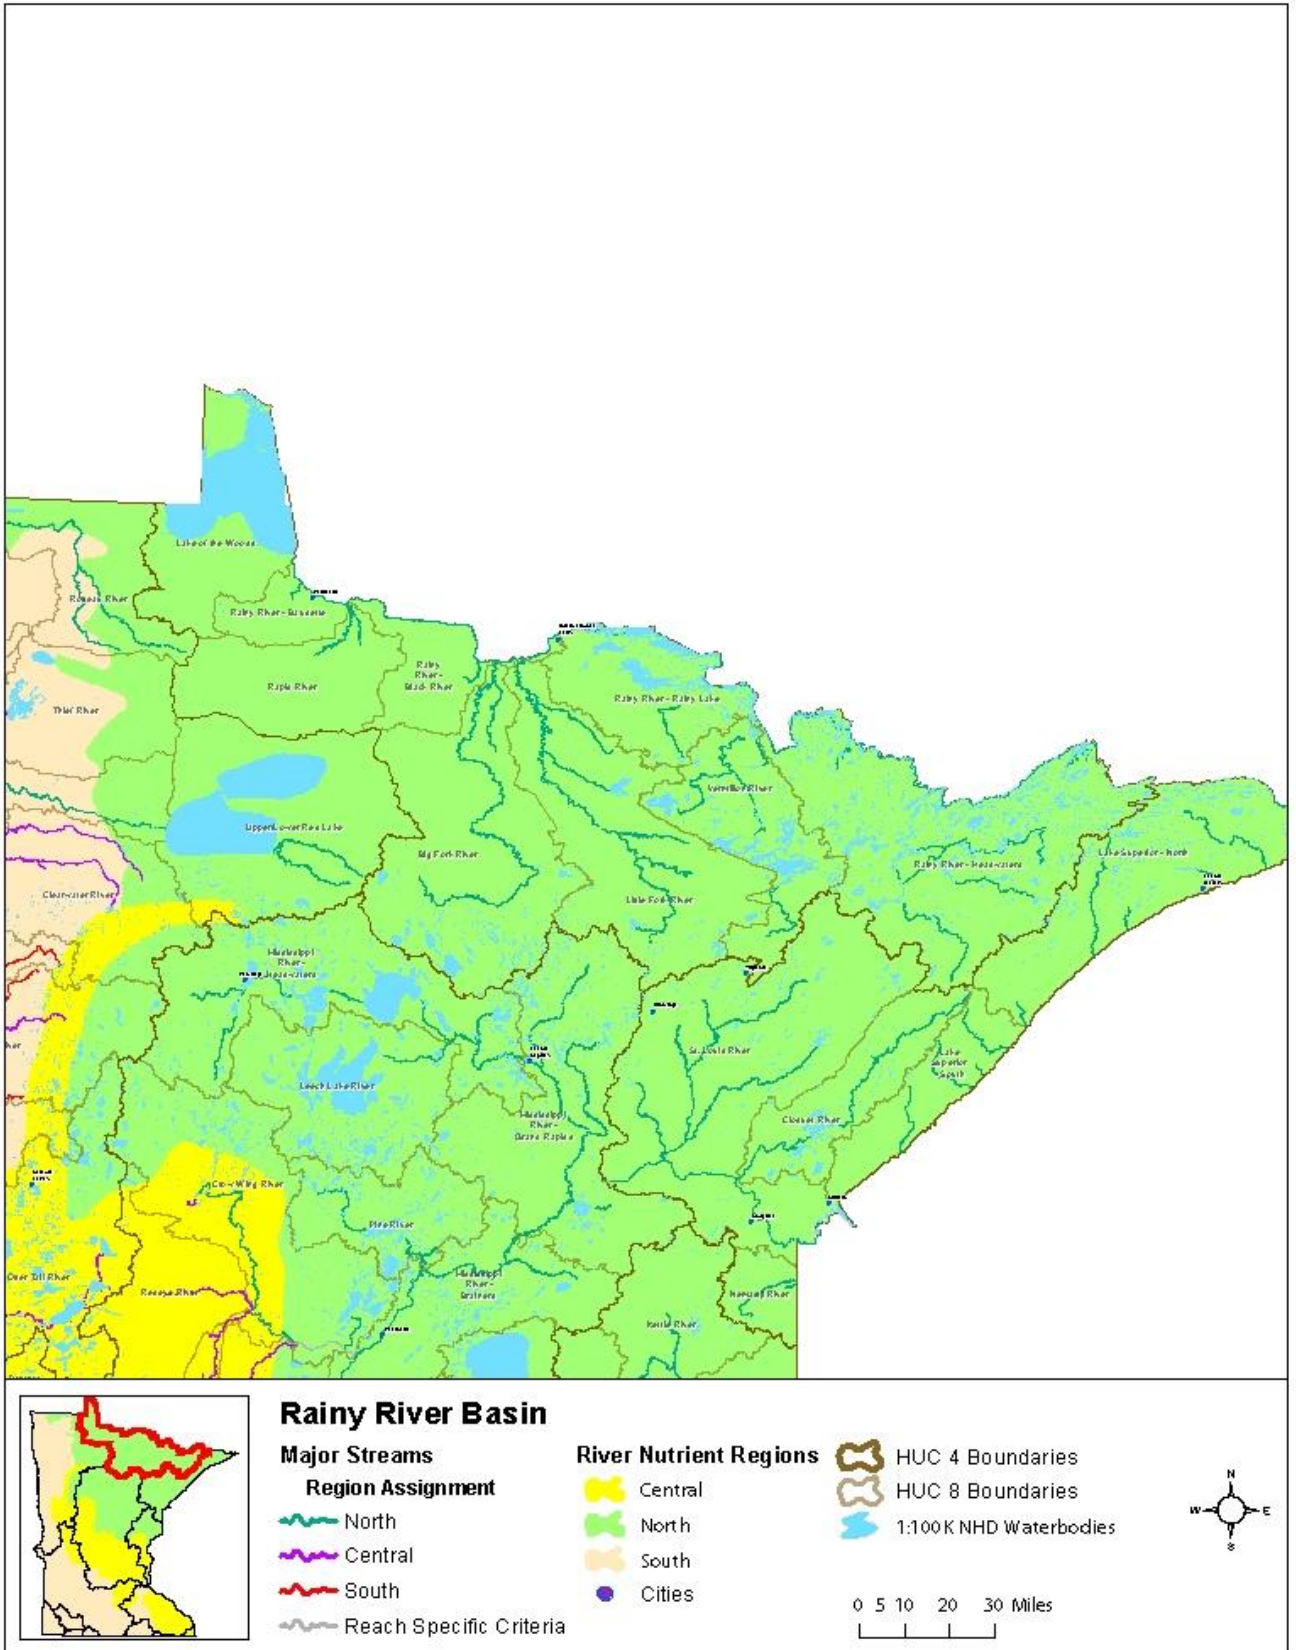 Lake of the Woods
Roseau River
Rainy River - Baudette
Rainy
River -
Black River
Rapid River
Rainy River - Rainy Lake
Thief River
Vermilion River
Upper/Lower Red Lake
Big Fork River
Rainy River - Headwaters
Lake Superior - North
Clearwater River
Little Fork River
Mississippi
River -
Headwaters
St. Louis River
Lake
Superior
South
Leech Lake River
Mississippi
River -
Grand Rapids
Cloquet River
Crow Wing River
Pine River
Otter Tail River
Redeye River
Mississippi
River -
Brainerd
Nemadji River
Kettle River
Rainy River Basin
Major Streams
Region Assignment
North
Central
South
Reach Specific Criteria
River Nutrient Regions
Central
North
South
Cities
HUC 4 Boundaries
HUC 8 Boundaries
1:100K NHD Waterbodies
N
W
E
S
0 5 10 20 30 Miles